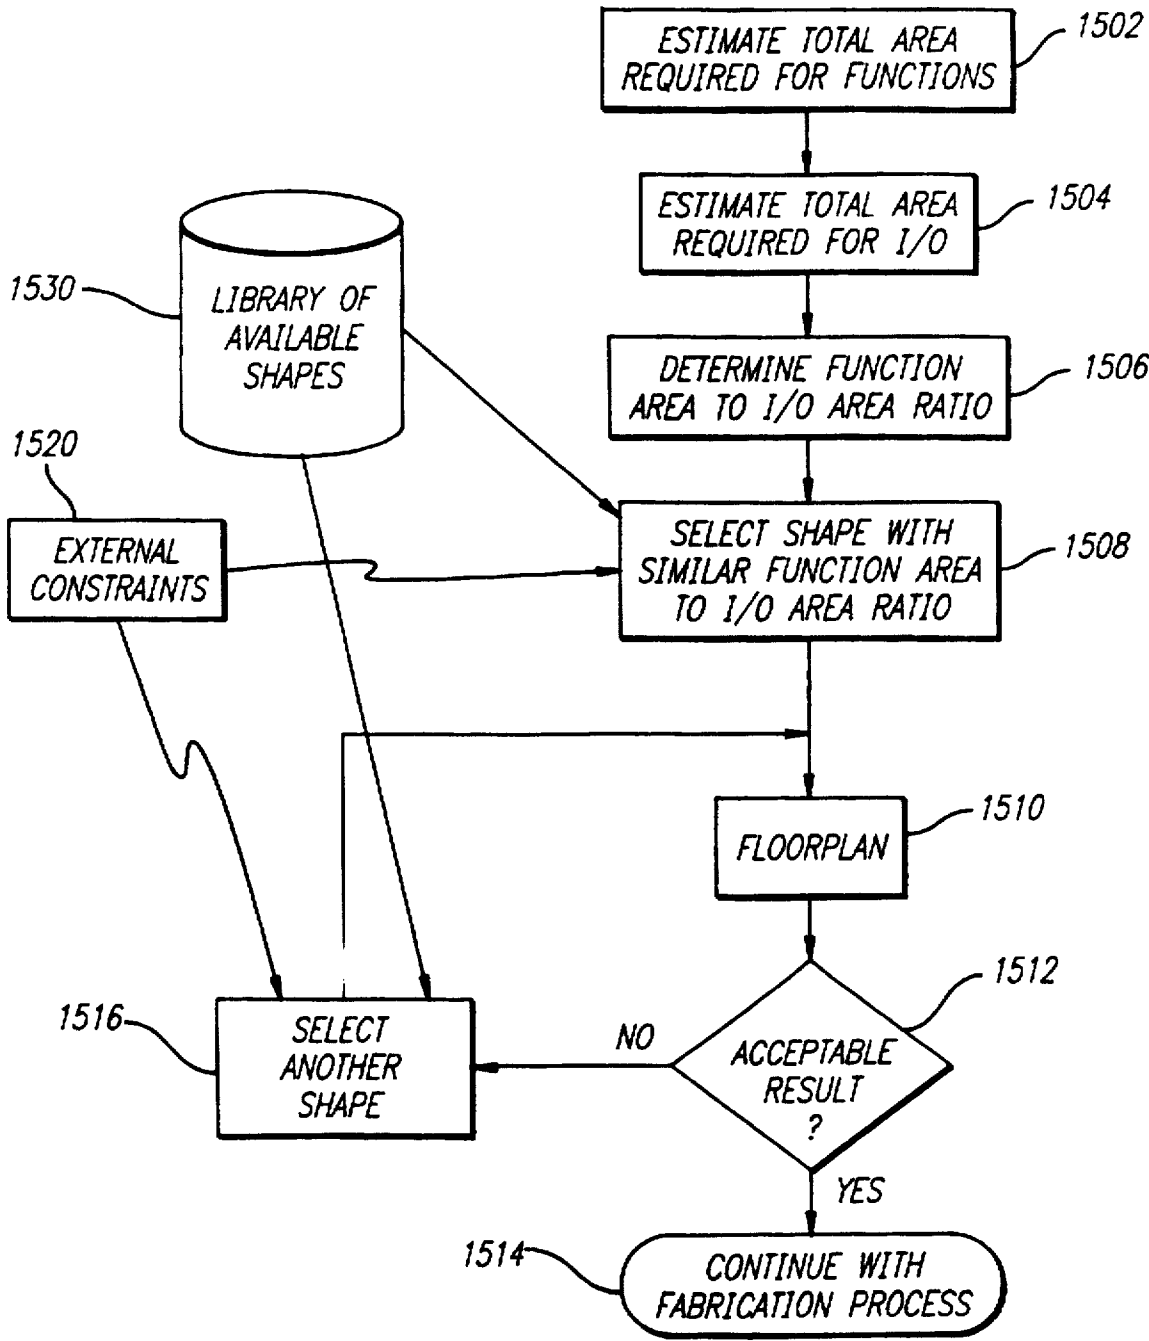 ESTIMATE TOTAL AREA
REQUIRED FOR FUNCTIONS
1502
ESTIMATE TOTAL AREA
REQUIRED FOR I/O
1504
1530
LIBRARY OF
AVAILABLE
SHAPES
DETERMINE FUNCTION
AREA TO I/O AREA RATIO
1506
1520
EXTERNAL
CONSTRAINTS
SELECT SHAPE WITH
SIMILAR FUNCTION AREA
TO I/O AREA RATIO
1508
FLOORPLAN
1510
1516
SELECT
ANOTHER
SHAPE
NO
ACCEPTABLE
RESULT
?
1512
YES
1514
CONTINUE WITH
FABRICATION PROCESS